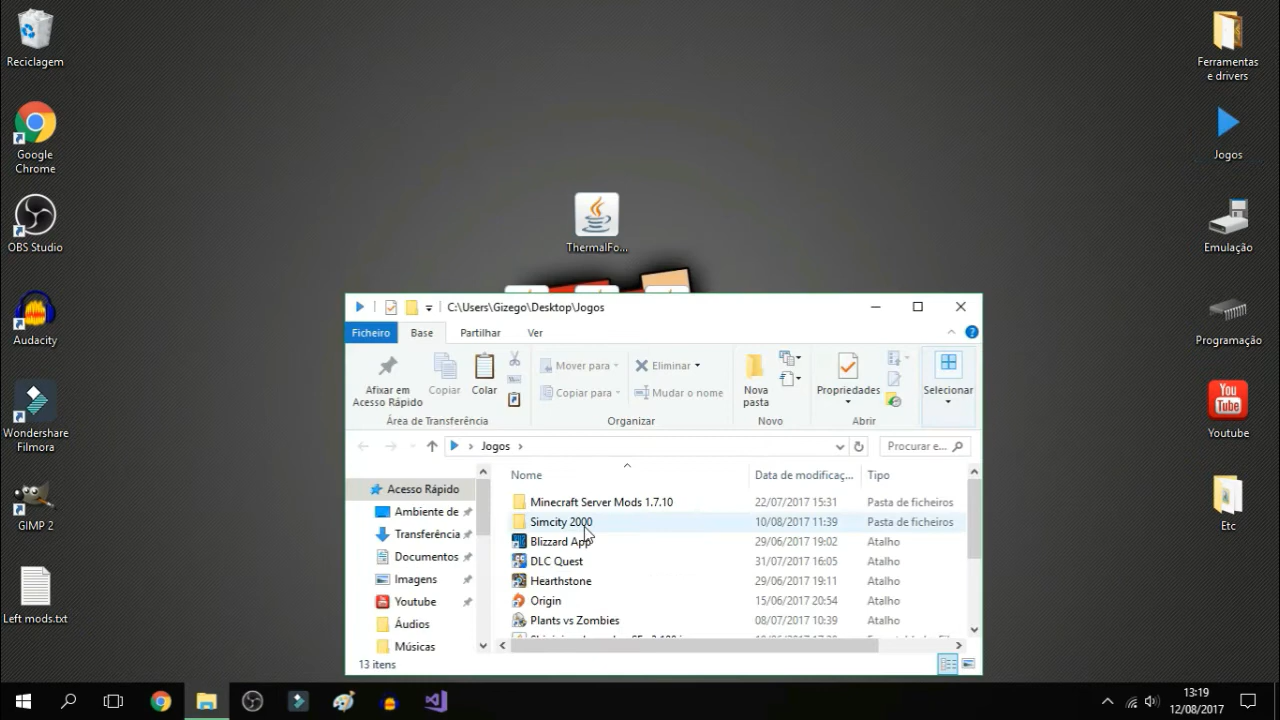 Reciclagem
Google
Chrome
OBS Studio
Audacity
Wondershare
Filmora
GIMP 2
Left mods.txt
ThermalFo...
Ferramentas
e drivers
Jogos
Emulação
Programação
You
Tube
Youtube
Etc
C:\Users\Gizego\Desktop\Jogos
Ficheiro Base Partilhar Ver
Afixar em
Acesso Rápido
Copiar
Colar
Área de Transferência
Mover para
Copiar para
Eliminar
Mudar o nome
Organizar
Nova
pasta
Novo
Propriedades
Abrir
Selecionar
Jogos
Procurar e...
Acesso Rápido
Ambiente de
Transferência
Documentos
Imagens
Youtube
Áudios
Músicas
Nome Data de modificaç... Tipo
Minecraft Server Mods 1.7.10 22/07/2017 15:31 Pasta de ficheiros
Simcity 2000 10/08/2017 11:39 Pasta de ficheiros
Blizzard App 29/06/2017 19:02 Atalho
DLC Quest 31/07/2017 16:05 Atalho
Hearthstone 29/06/2017 19:11 Atalho
Origin 15/06/2017 20:54 Atalho
Plants vs Zombies 08/07/2017 10:39 Atalho
13 itens
13:19
12/08/2017